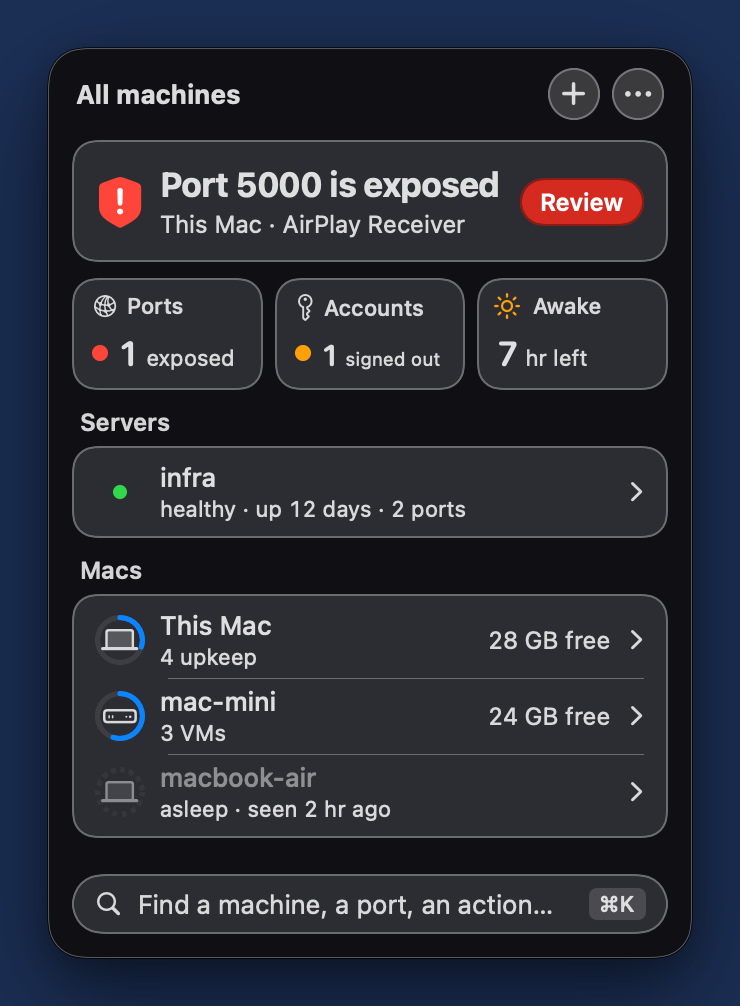 All machines
Port 5000 is exposed
This Mac · AirPlay Receiver
Review
Ports
1 exposed
Accounts
1 signed out
Awake
7 hr left
Servers
infra
healthy · up 12 days · 2 ports
Macs
This Mac
4 upkeep
28 GB free
mac-mini
3 VMs
24 GB free
macbook-air
asleep · seen 2 hr ago
Find a machine, a port, an action...
⌘K